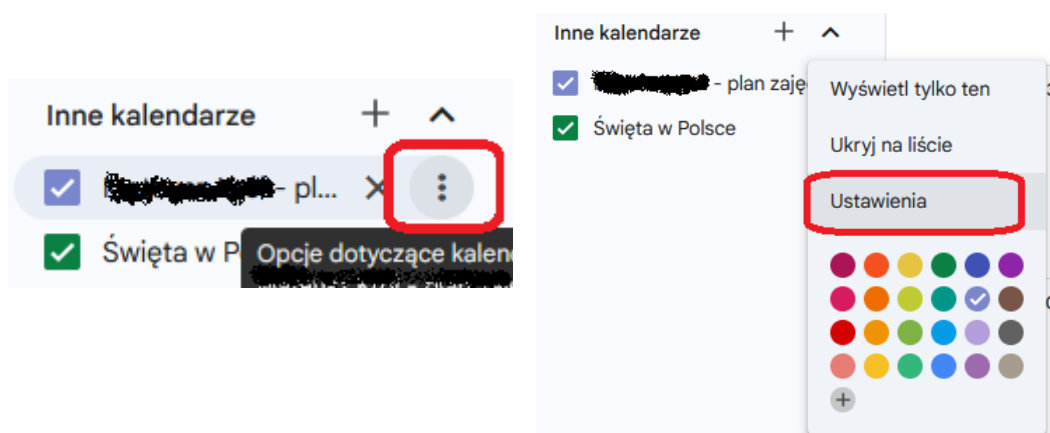 Inne kalendarze
- pl...
Święta w P
Opcje dotyczące kalen
Inne kalendarze
- plan zaję
Święta w Polsce
Wyświetl tylko ten
Ukryj na liście
Ustawienia